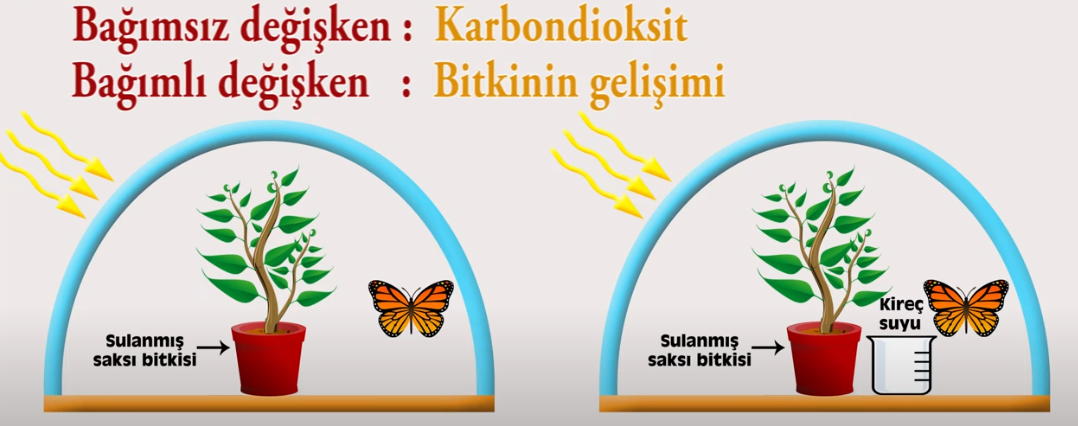 Bağımsız değişken : Karbondioksit
Bağımlı değişken : Bitkinin gelişimi
Sulanmış
saksı bitkisi
Sulanmış
saksı bitkisi
Kireç
suyu